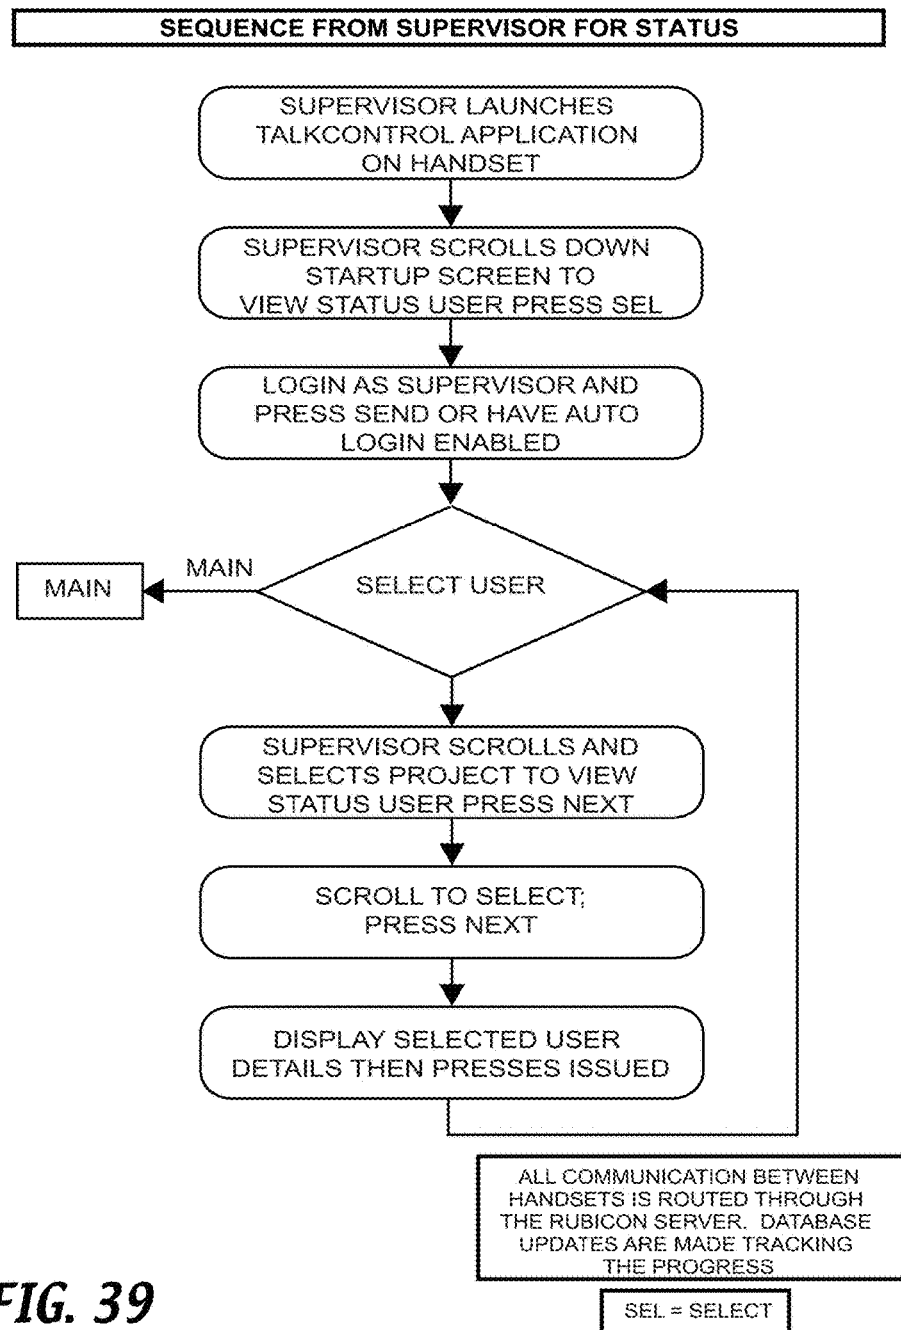 SEQUENCE FROM SUPERVISOR FOR STATUS
SUPERVISOR LAUNCHES
TALKCONTROL APPLICATION
ON HANDSET
SUPERVISOR SCROLLS DOWN
STARTUP SCREEN TO
VIEW STATUS USER PRESS SEL
LOGIN AS SUPERVISOR AND
PRESS SEND OR HAVE AUTO
LOGIN ENABLED
MAIN
MAIN
SELECT USER
SUPERVISOR SCROLLS AND
SELECTS PROJECT TO VIEW
STATUS USER PRESS NEXT
SCROLL TO SELECT;
PRESS NEXT
DISPLAY SELECTED USER
DETAILS THEN PRESSES ISSUED
ALL COMMUNICATION BETWEEN
HANDSETS IS ROUTED THROUGH
THE RUBICON SERVER. DATABASE
UPDATES ARE MADE TRACKING
THE PROGRESS
FIG. 39
SEL = SELECT